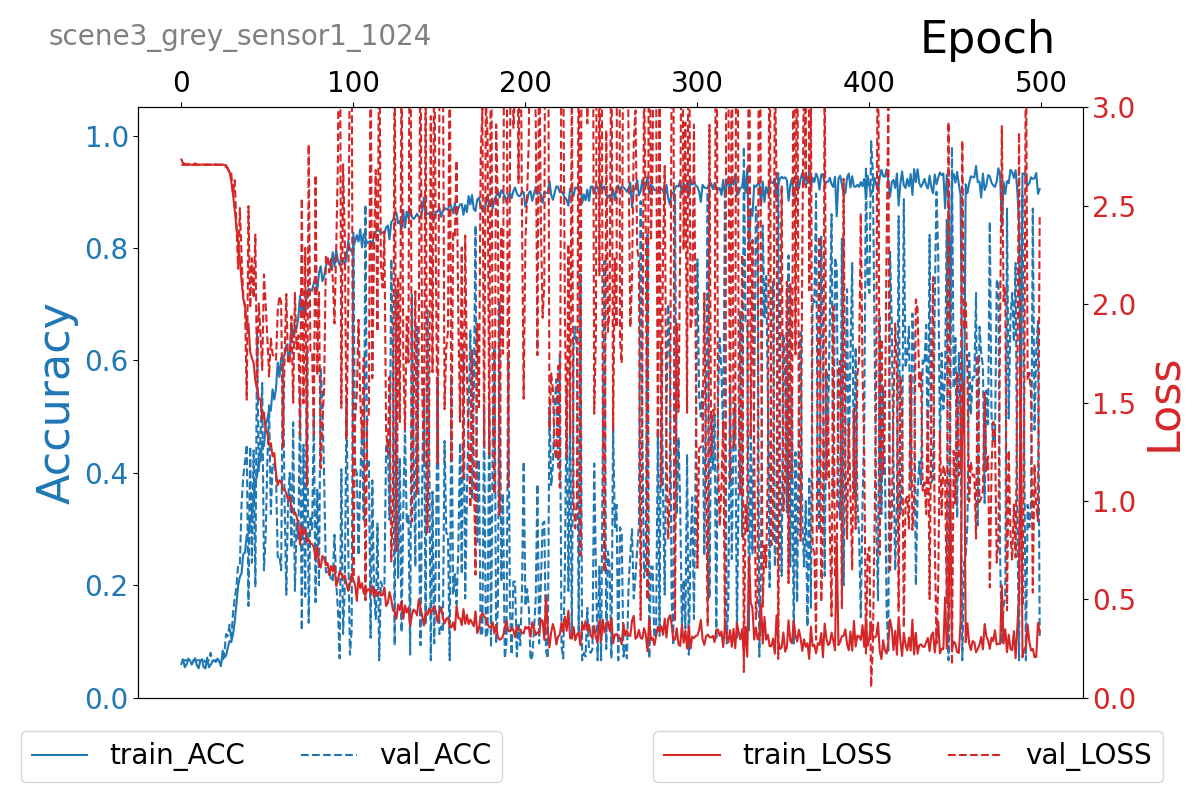 scene3_grey_sensor1_1024
Epoch
0 100 200 300 400 500
1.0
0.8
0.6
0.4
0.2
0.0
Accuracy
3.0
2.5
2.0
1.5
1.0
0.5
0.0
Loss
train_ACC val_ACC
train_LOSS val_LOSS